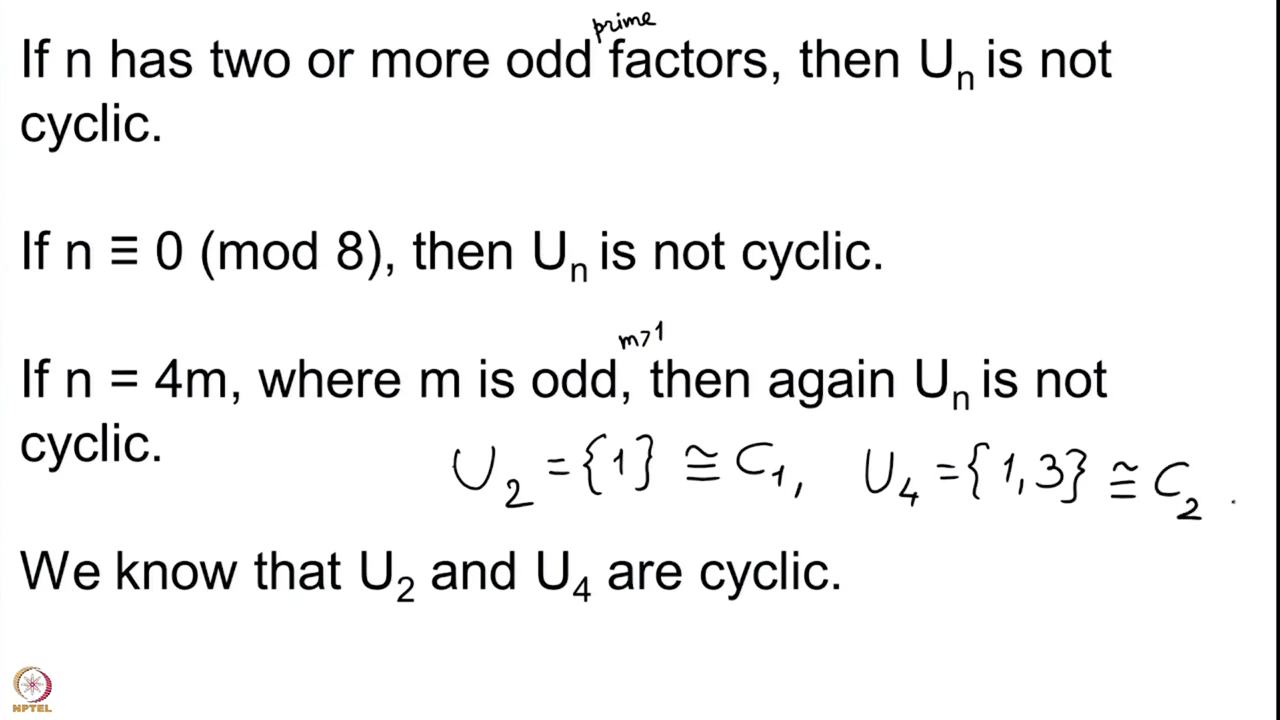 prime
If n has two or more odd factors, then Uₙ is not
cyclic.
If n ≡ 0 (mod 8), then Uₙ is not cyclic.
m>1
If n = 4m, where m is odd, then again Uₙ is not
cyclic.
U₂ = {1} ≅ C₁, U₄ = {1,3} ≅ C₂ .
We know that U₂ and U₄ are cyclic.
NPTEL